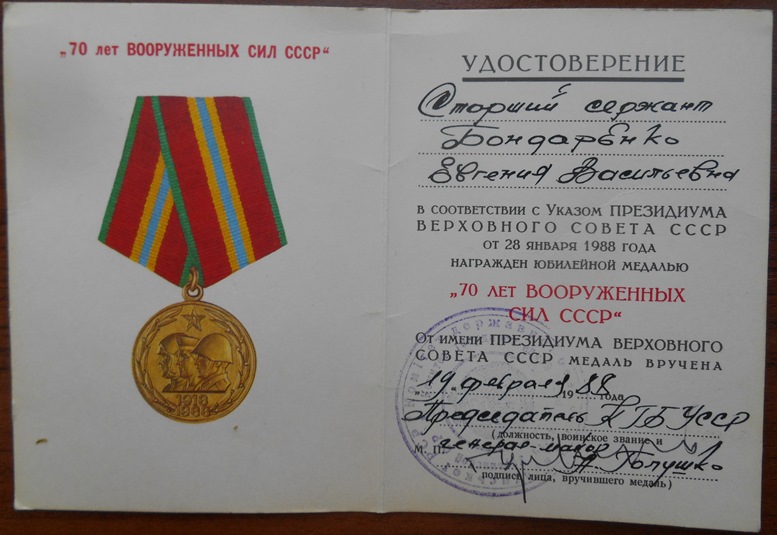 „70 лет ВООРУЖЕННЫХ СИЛ СССР“
1918
1988
УДОСТОВЕРЕНИЕ
Старший сержант
Бондаренко
Евгения Васильевна
В СООТВЕТСТВИИ С УКАЗОМ ПРЕЗИДИУМА
ВЕРХОВНОГО СОВЕТА СССР
ОТ 28 ЯНВАРЯ 1988 ГОДА
НАГРАЖДЕН ЮБИЛЕЙНОЙ МЕДАЛЬЮ
„70 ЛЕТ ВООРУЖЕННЫХ
СИЛ СССР“
ОТ ИМЕНИ ПРЕЗИДИУМА ВЕРХОВНОГО
СОВЕТА СССР МЕДАЛЬ ВРУЧЕНА
„19“ февраля 1988 года
Председатель КГБ УССР
(должность, воинское звание и
М. П. генерал-майор
подпись лица, вручившего медаль)